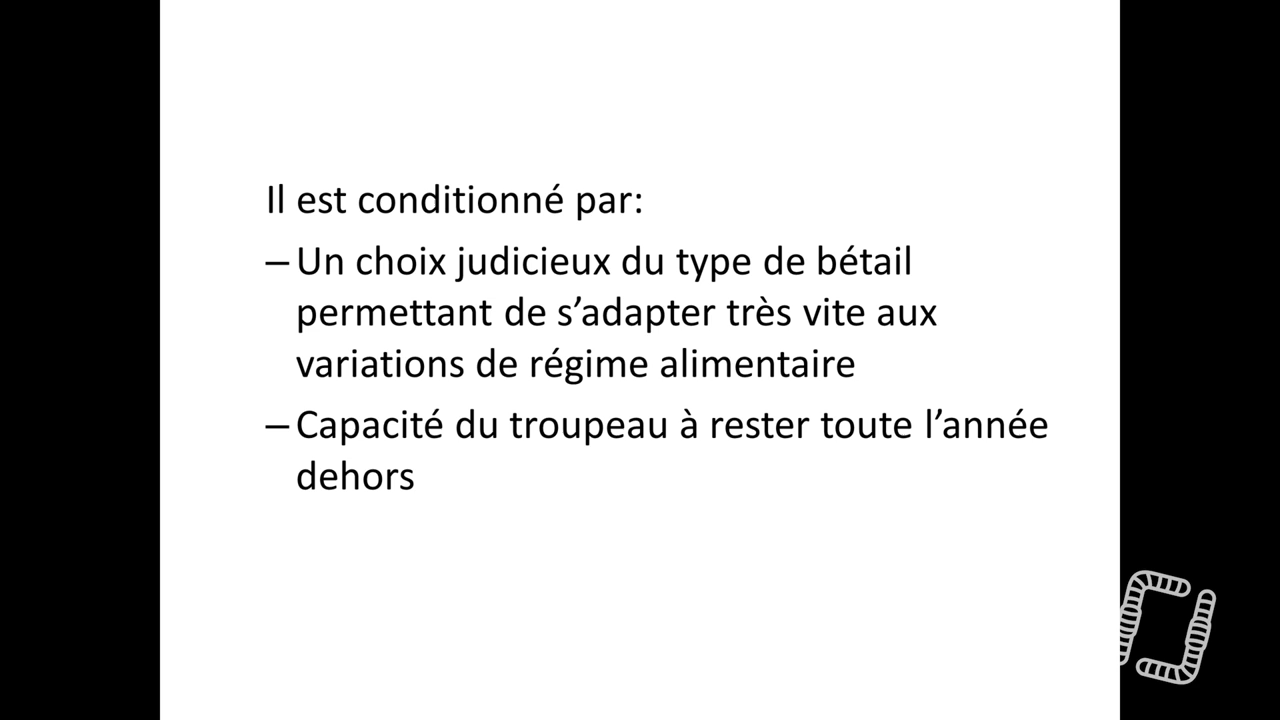 Il est conditionné par:
– Un choix judicieux du type de bétail
permettant de s’adapter très vite aux
variations de régime alimentaire
– Capacité du troupeau à rester toute l’année
dehors